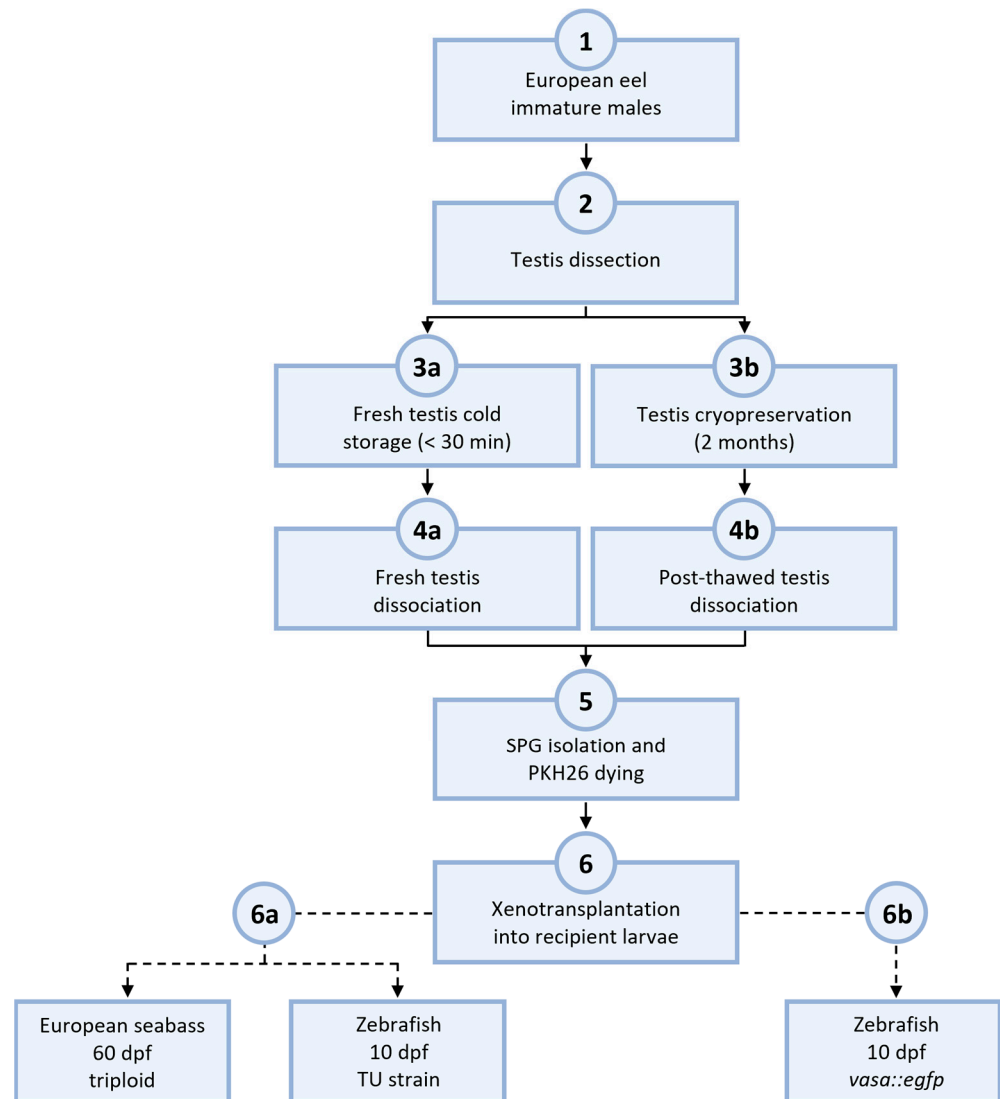 1
European eel
immature males
2
Testis dissection
3a
Fresh testis cold
storage (< 30 min)
3b
Testis cryopreservation
(2 months)
4a
Fresh testis
dissociation
4b
Post-thawed testis
dissociation
5
SPG isolation and
PKH26 dying
6
Xenotransplantation
into recipient larvae
6a
6b
European seabass
60 dpf
triploid
Zebrafish
10 dpf
TU strain
Zebrafish
10 dpf
vasa::egfp